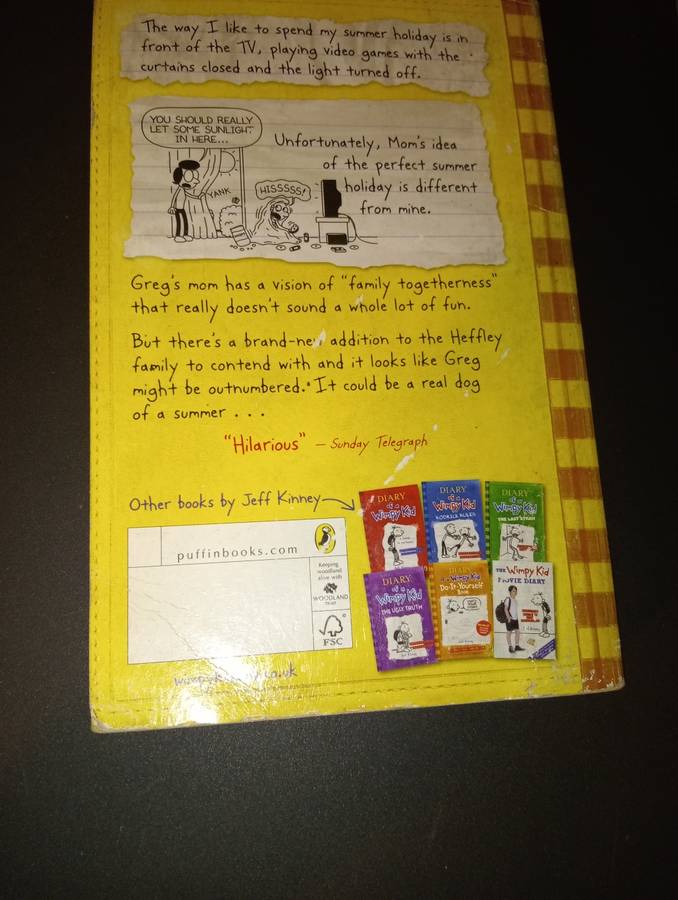 The way I like to spend my summer holiday is in
front of the TV, playing video games with the
curtains closed and the light turned off.
YOU SHOULD REALLY
LET SOME SUNLIGHT
IN HERE...
YANK
HISSSSS!
Unfortunately, Mom's idea
of the perfect summer
holiday is different
from mine.
Greg's mom has a vision of "family togetherness"
that really doesn't sound a whole lot of fun.
But there's a brand-new addition to the Heffley
family to contend with and it looks like Greg
might be outnumbered. It could be a real dog
of a summer . . .
"Hilarious" – Sunday Telegraph
Other books by Jeff Kinney
DIARY
of a
Wimpy Kid
DIARY
of a
Wimpy Kid
RODRICK RULES
DIARY
of a
Wimpy Kid
THE LAST STRAW
DIARY
of a
Wimpy Kid
THE UGLY TRUTH
Wimpy Kid
Do-It-Yourself
Book
THE Wimpy Kid
MOVIE DIARY
puffinbooks.com
Keeping
woodland
alive with
WOODLAND
TRUST
FSC
.co.uk